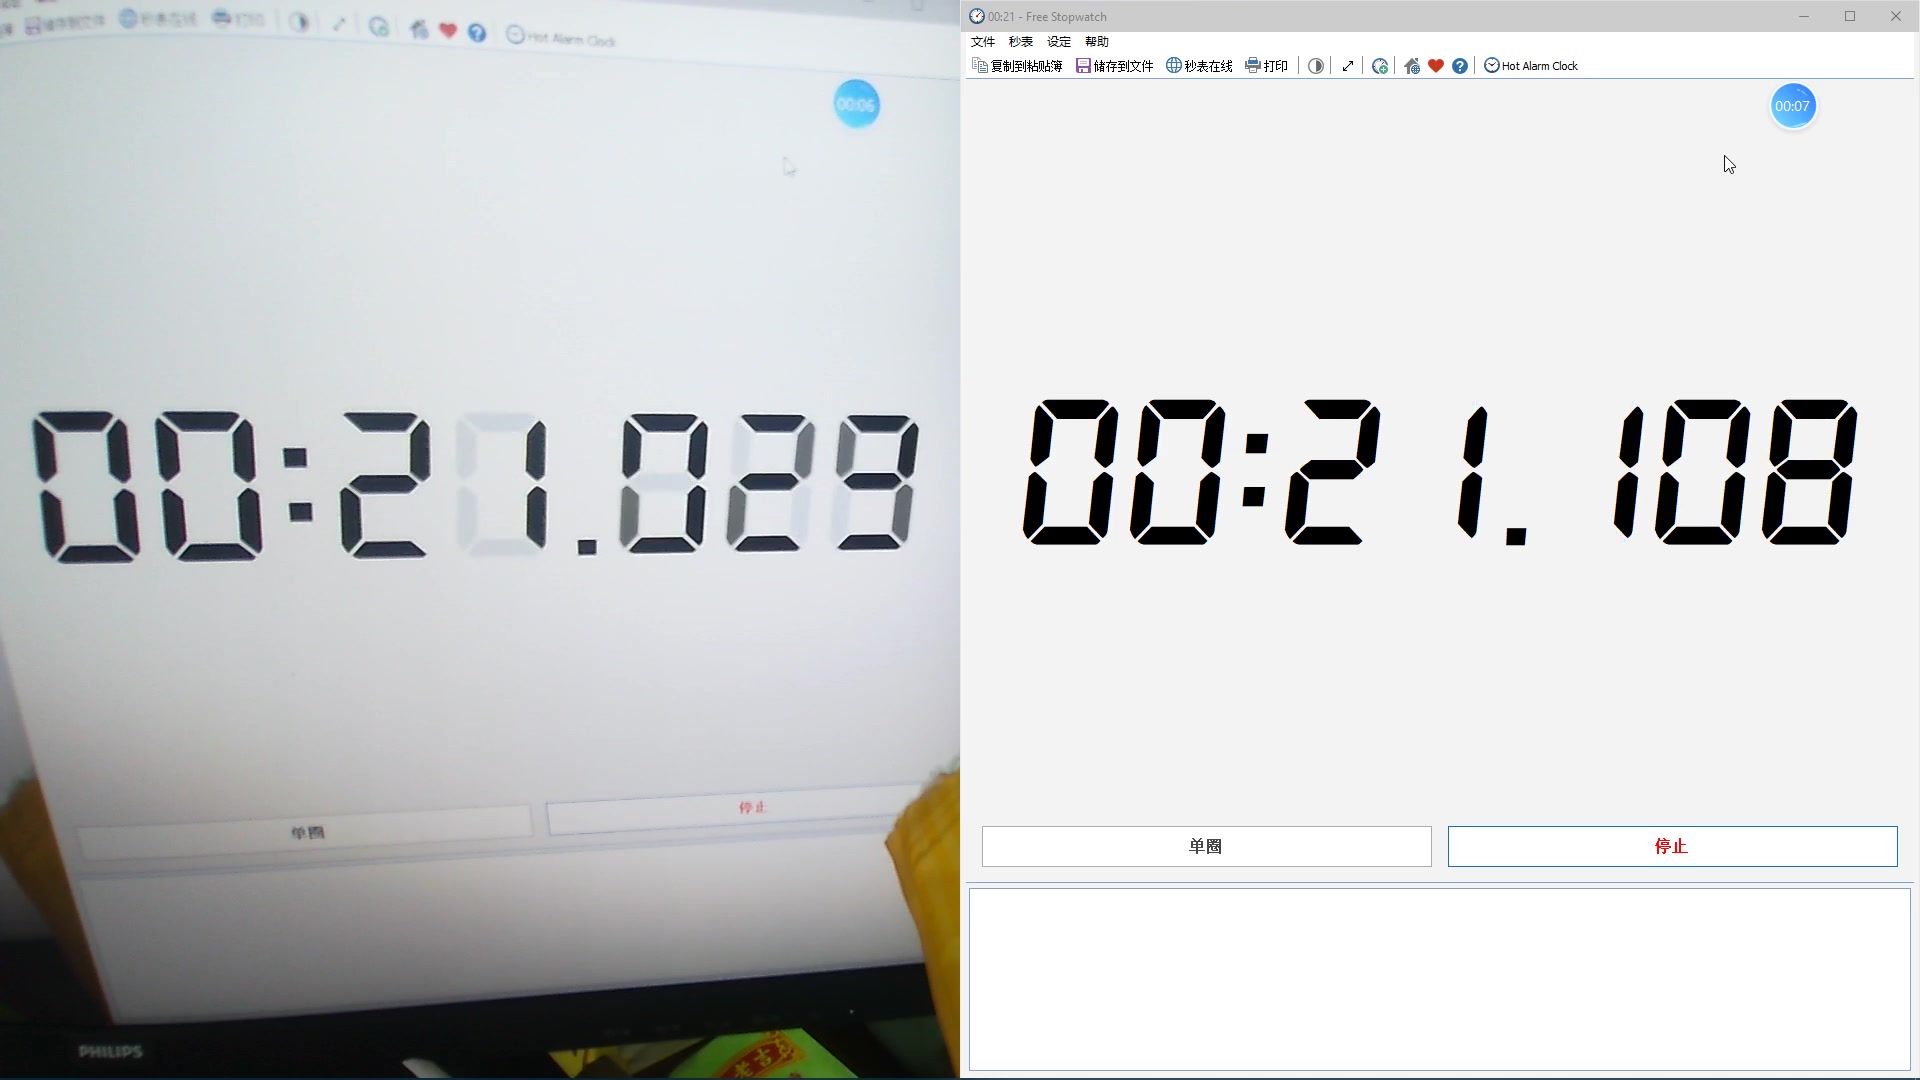 储存到文件 秒表在线 打印 Hot Alarm Clock
00:06
00:21.0
单圈
停止
PHILIPS
00:21 - Free Stopwatch
文件 秒表 设定 帮助
复制到粘贴簿 储存到文件 秒表在线 打印 Hot Alarm Clock
00:07
00:21.108
单圈
停止